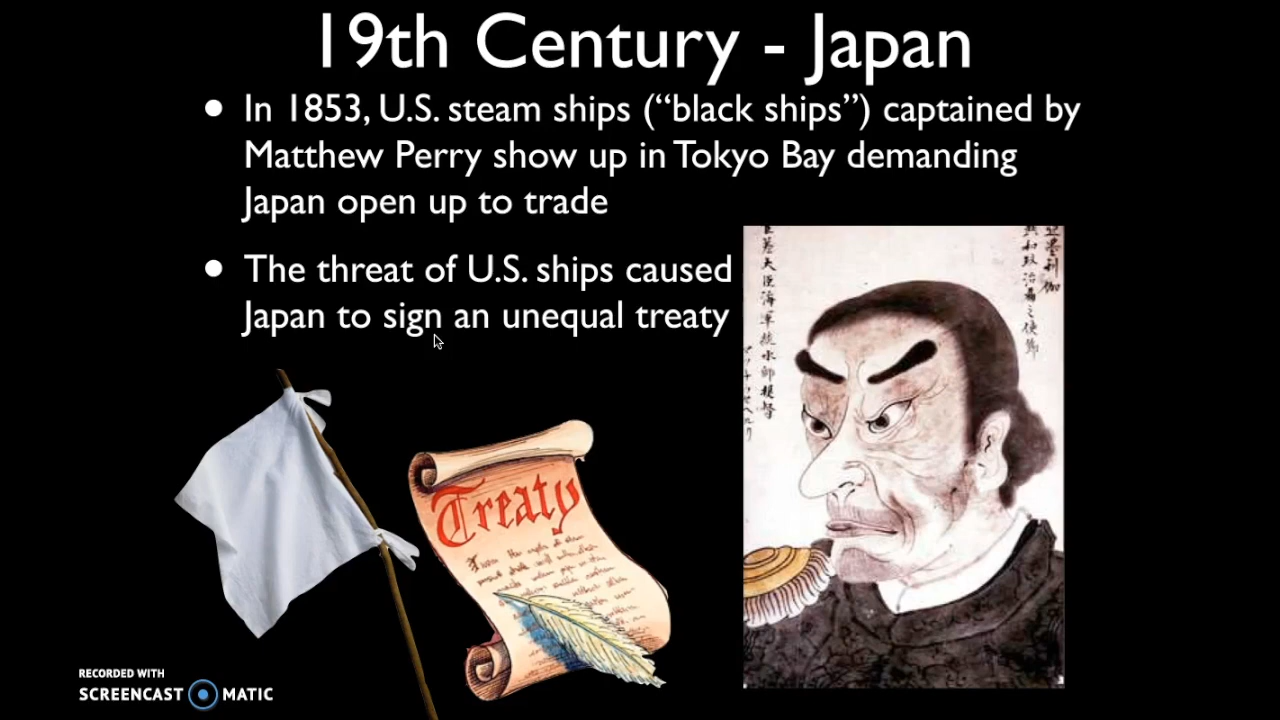 19th Century - Japan
• In 1853, U.S. steam ships (“black ships”) captained by
Matthew Perry show up in Tokyo Bay demanding
Japan open up to trade
• The threat of U.S. ships caused
Japan to sign an unequal treaty
Treaty
RECORDED WITH
SCREENCAST MATIC